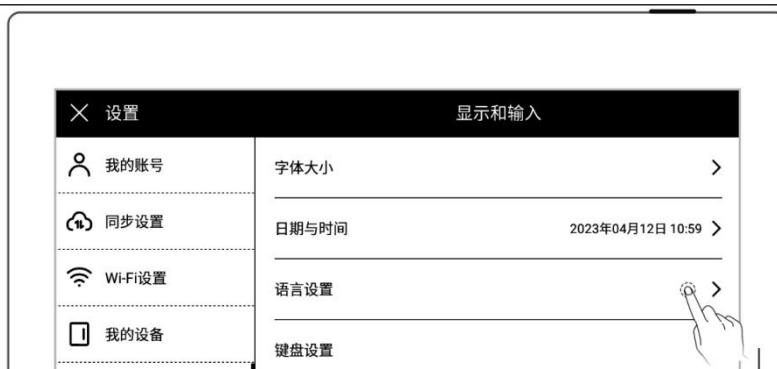 设置
显示和输入
我的账号
同步设置
Wi-Fi设置
我的设备
字体大小
日期与时间 2023年04月12日 10:59
语言设置
键盘设置